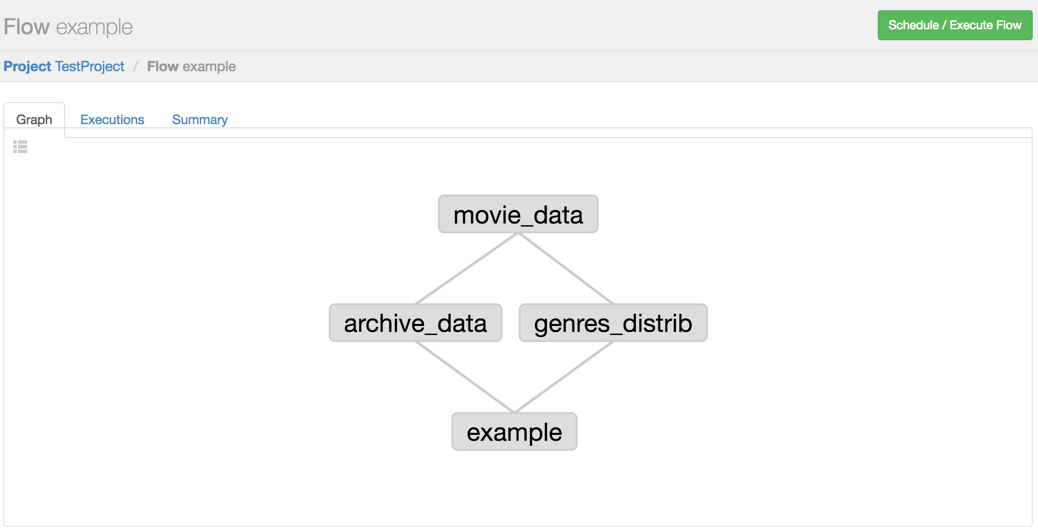 Flow example
Schedule / Execute Flow
Project TestProject / Flow example
Graph Executions Summary
movie_data
archive_data genres_distrib
example